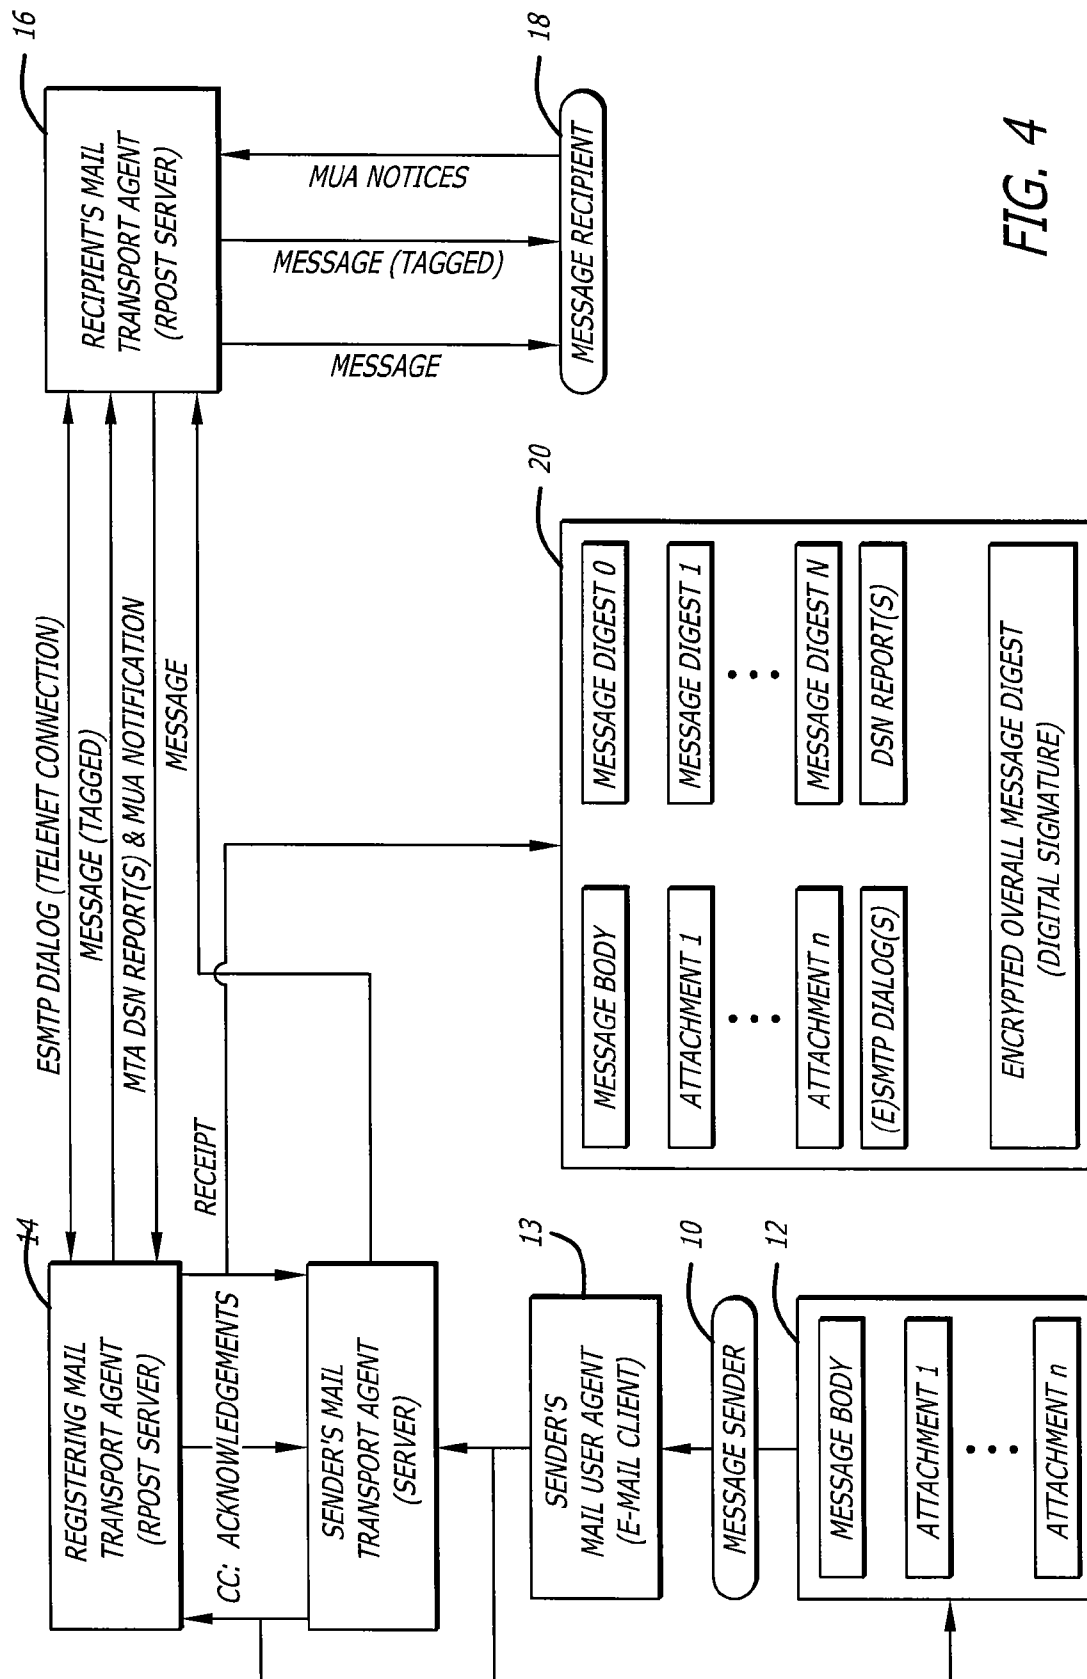 14
REGISTERING MAIL
TRANSPORT AGENT
(RPOST SERVER)
ESMTP DIALOG (TELENET CONNECTION)
MESSAGE (TAGGED)
MTA DSN REPORT(S) & MUA NOTIFICATION
MESSAGE
16
RECIPIENT'S MAIL
TRANSPORT AGENT
(RPOST SERVER)
CC: ACKNOWLEDGEMENTS
RECEIPT
SENDER'S MAIL
TRANSPORT AGENT
(SERVER)
MESSAGE
MESSAGE (TAGGED)
MUA NOTICES
18
MESSAGE RECIPIENT
13
SENDER'S
MAIL USER AGENT
(E-MAIL CLIENT)
10
MESSAGE SENDER
12
MESSAGE BODY
ATTACHMENT 1
ATTACHMENT n
20
MESSAGE BODY
MESSAGE DIGEST 0
ATTACHMENT 1
MESSAGE DIGEST 1
ATTACHMENT n
MESSAGE DIGEST N
(E)SMTP DIALOG(S)
DSN REPORT(S)
ENCRYPTED OVERALL MESSAGE DIGEST
(DIGITAL SIGNATURE)
FIG. 4